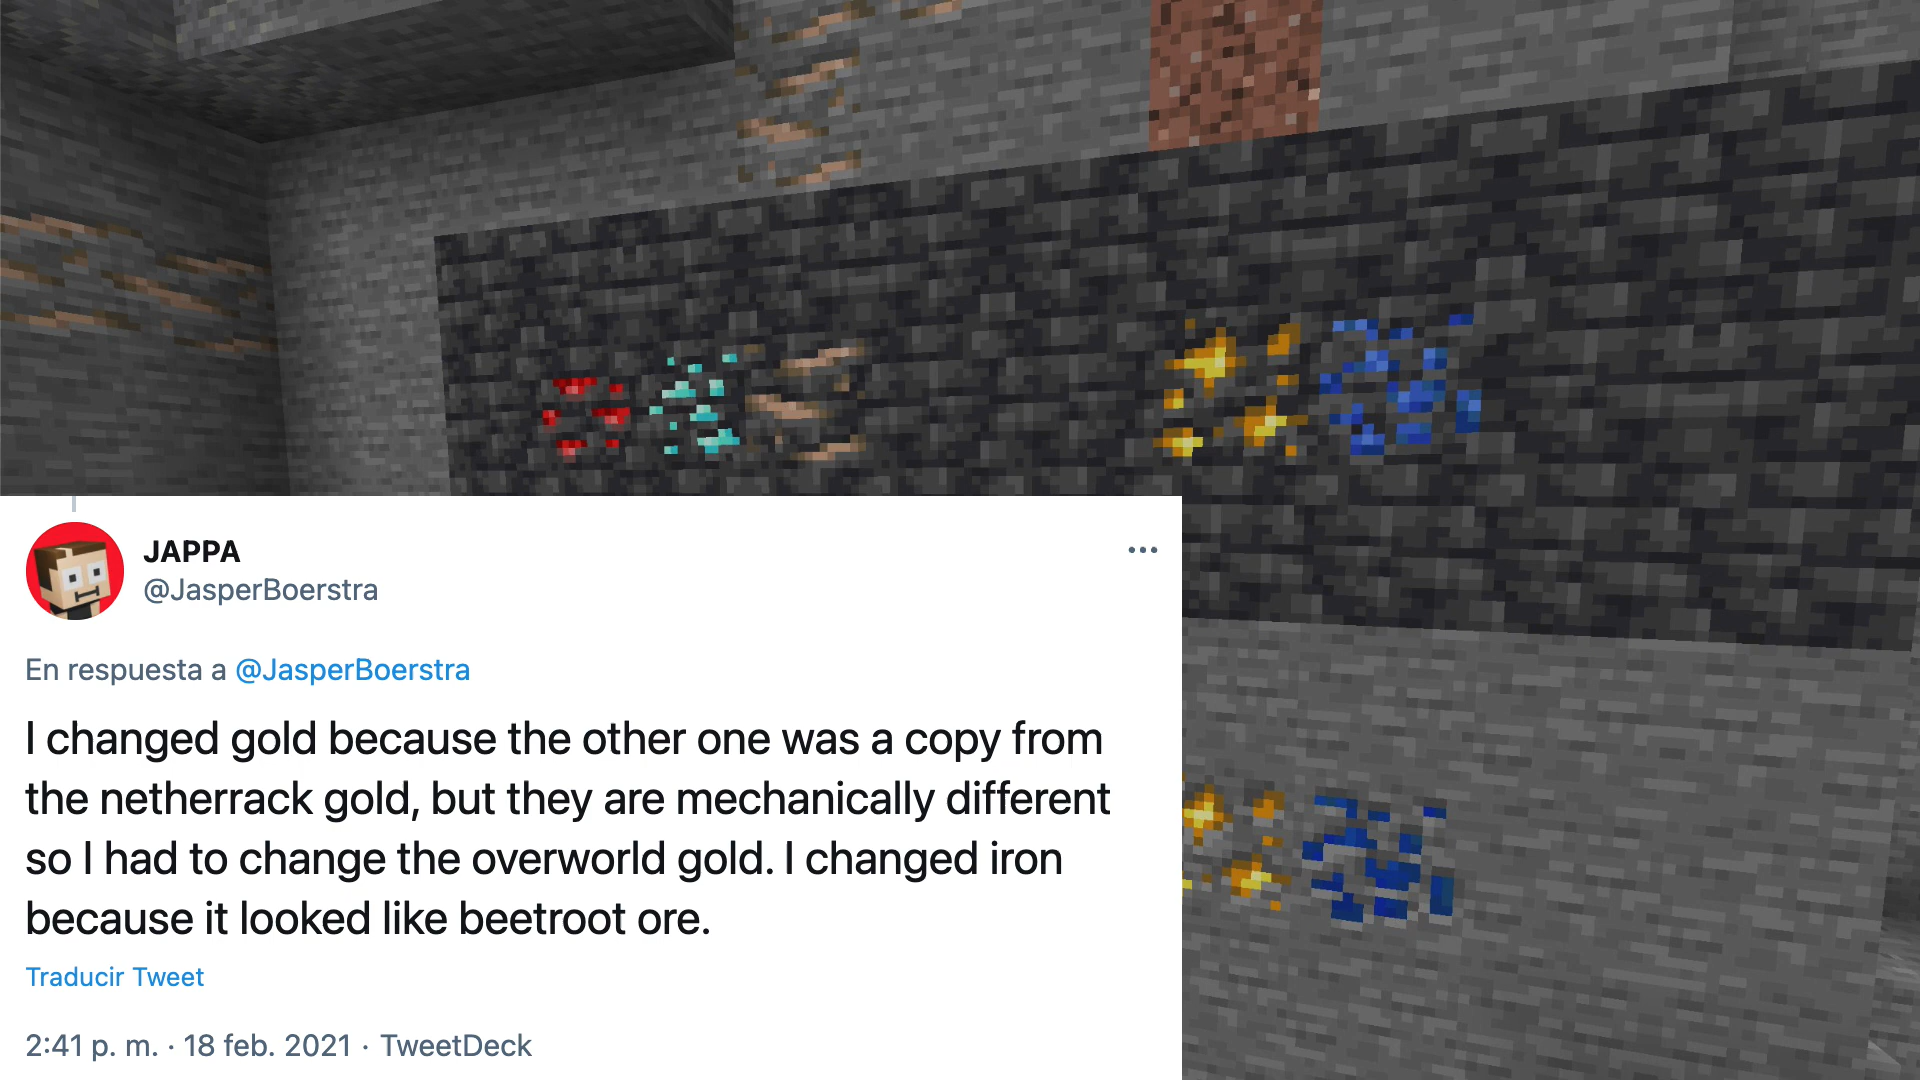 JAPPA
@JasperBoerstra
En respuesta a @JasperBoerstra
I changed gold because the other one was a copy from
the netherrack gold, but they are mechanically different
so I had to change the overworld gold. I changed iron
because it looked like beetroot ore.
Traducir Tweet
2:41 p. m. · 18 feb. 2021 · TweetDeck